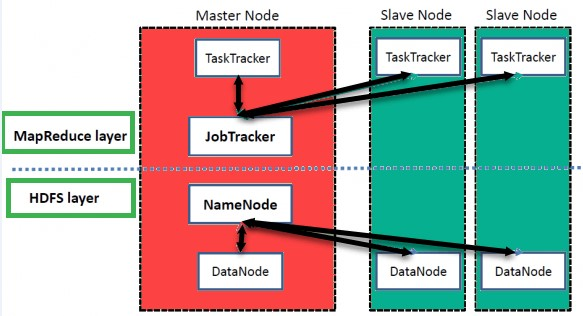 Master Node
Slave Node
Slave Node
TaskTracker
TaskTracker
TaskTracker
MapReduce layer
JobTracker
HDFS layer
NameNode
DataNode
DataNode
DataNode